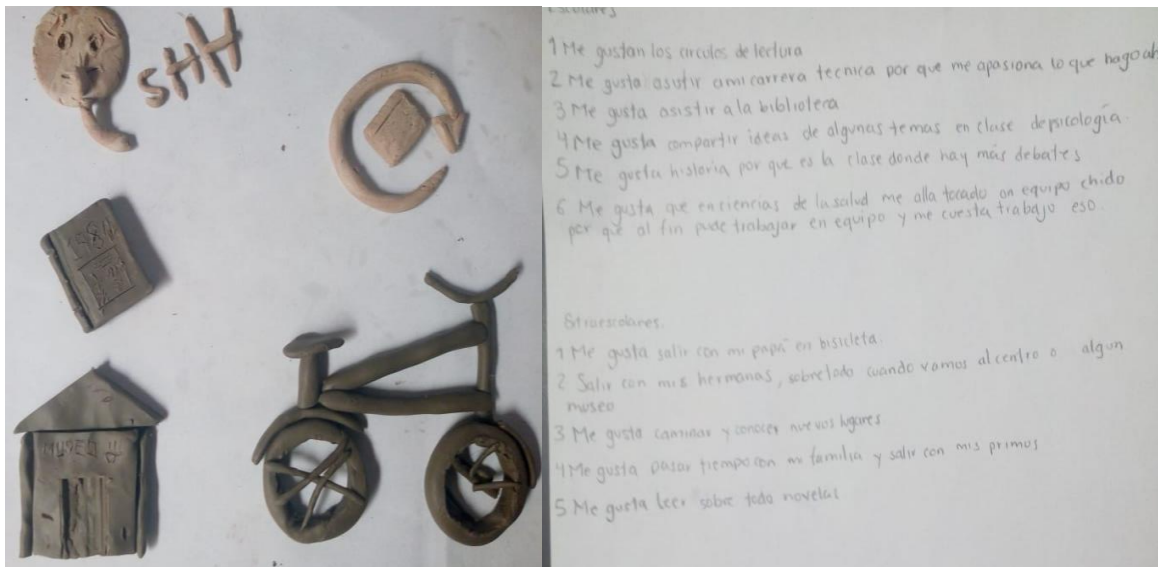 SHH
1984
MUSEO
Escolares
1 Me gustan los circulos de lectura
2 Me gusta asistir a mi carrera tecnica por que me apasiona lo que hago ah
3 Me gusta asistir a la biblioteca
4 Me gusta compartir ideas de algunas temas en clase de psicología.
5 Me gusta historia por que es la clase donde hay más debates
6 Me gusta que en ciencias de la salud me alla tocado un equipo chido
por que al fin pude trabajar en equipo y me cuesta trabajo eso.
Extraescolares.
1 Me gusta salir con mi papá en bisicleta.
2 Salir con mis hermanas, sobretodo cuando vamos al centro o algun
museo
3 Me gusta caminar y conocer nuevos lugares
4 Me gusta pasar tiempo con mi familia y salir con mis primos
5 Me gusta leer sobre todo novelas